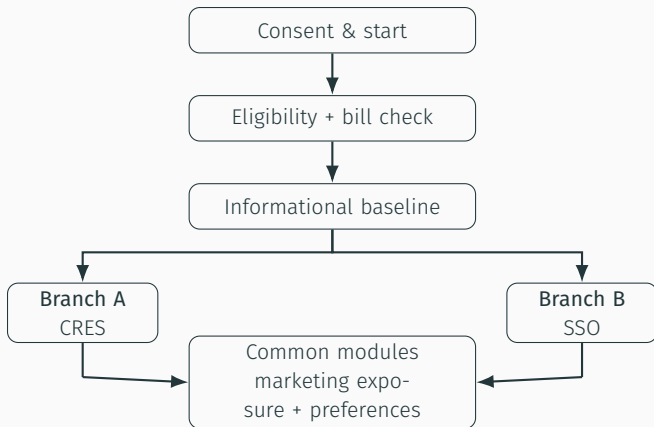 Consent & start
Eligibility + bill check
Informational baseline
Branch A
CRES
Branch B
SSO
Common modules
marketing expo-
sure + preferences